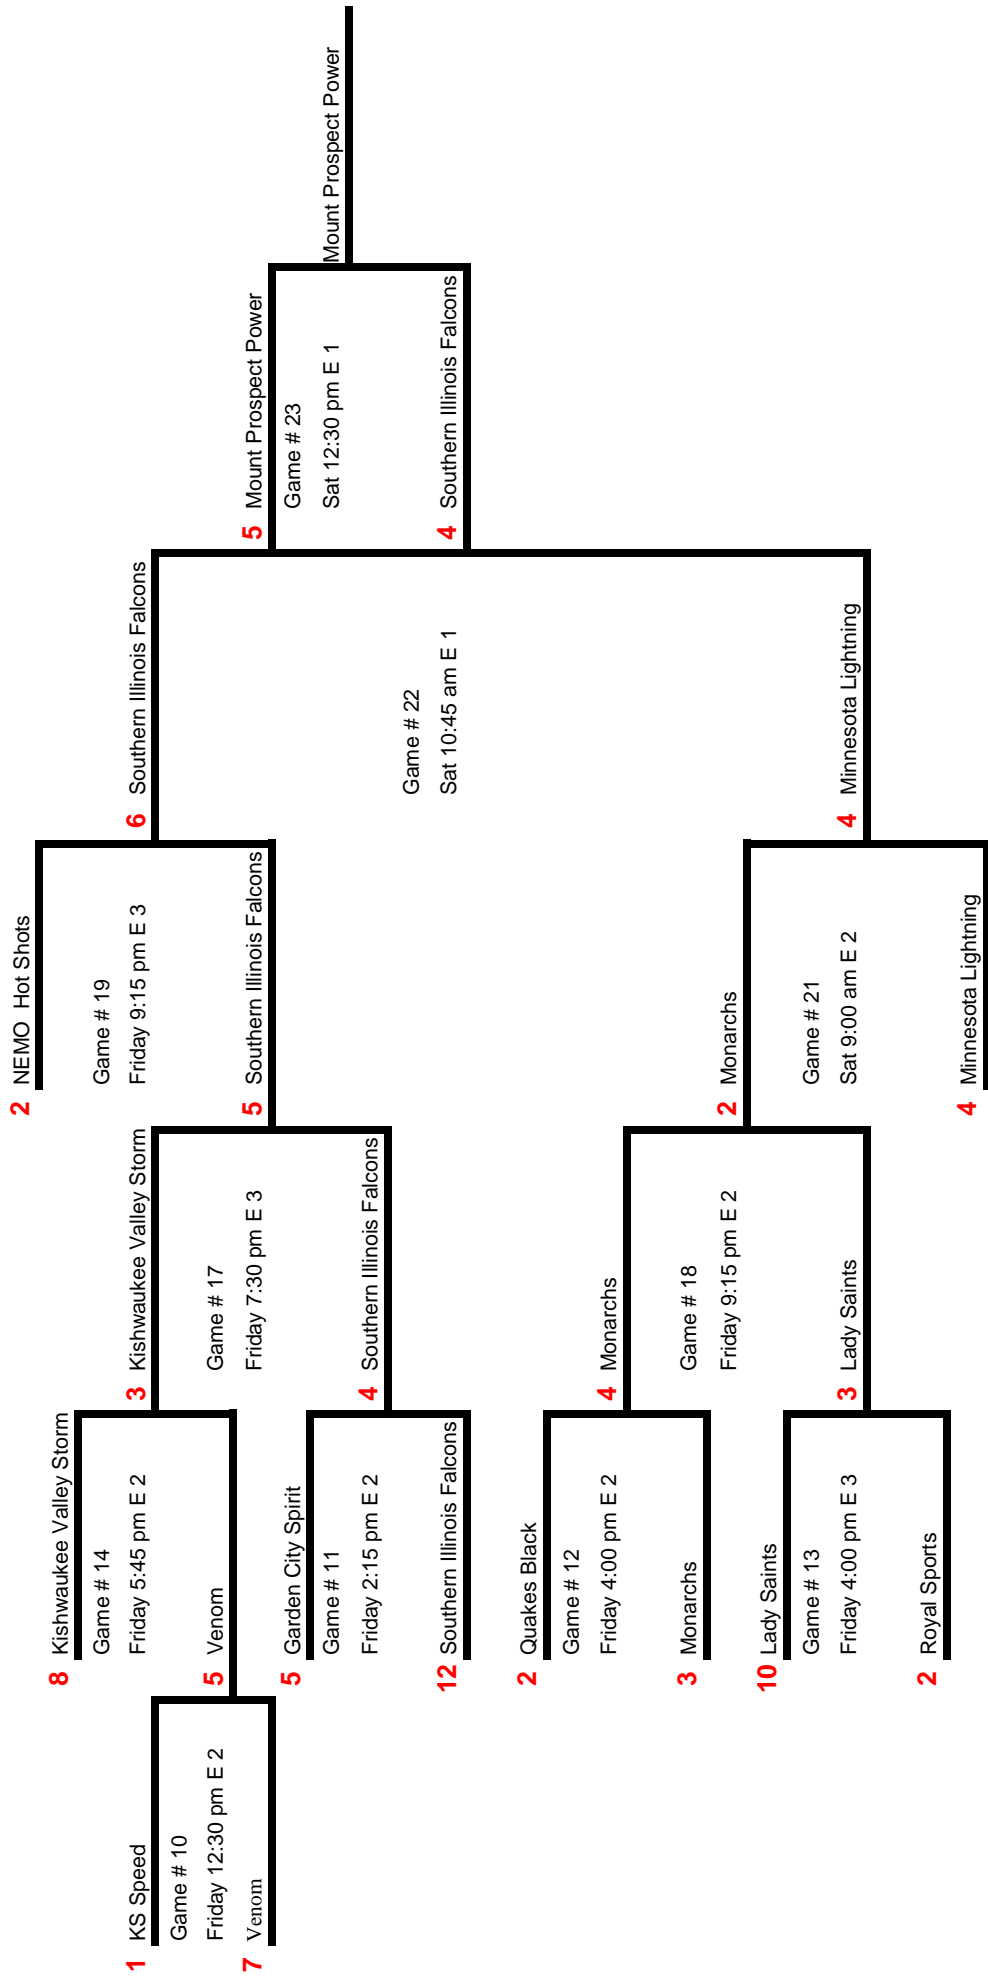 1 KS Speed
Game # 10
Friday 12:30 pm E 2
7 Venom
8 Kishwaukee Valley Storm
Game # 14
Friday 5:45 pm E 2
5 Venom
5 Garden City Spirit
Game # 11
Friday 2:15 pm E 2
12 Southern Illinois Falcons
2 Quakes Black
Game # 12
Friday 4:00 pm E 2
3 Monarchs
10 Lady Saints
Game # 13
Friday 4:00 pm E 3
2 Royal Sports
3 Kishwaukee Valley Storm
Game # 17
Friday 7:30 pm E 3
4 Southern Illinois Falcons
4 Monarchs
Game # 18
Friday 9:15 pm E 2
3 Lady Saints
2 NEMO Hot Shots
Game # 19
Friday 9:15 pm E 3
5 Southern Illinois Falcons
2 Monarchs
Game # 21
Sat 9:00 am E 2
4 Minnesota Lightning
6 Southern Illinois Falcons
Game # 22
Sat 10:45 am E 1
4 Minnesota Lightning
5 Mount Prospect Power
Game # 23
Sat 12:30 pm E 1
4 Southern Illinois Falcons
Mount Prospect Power